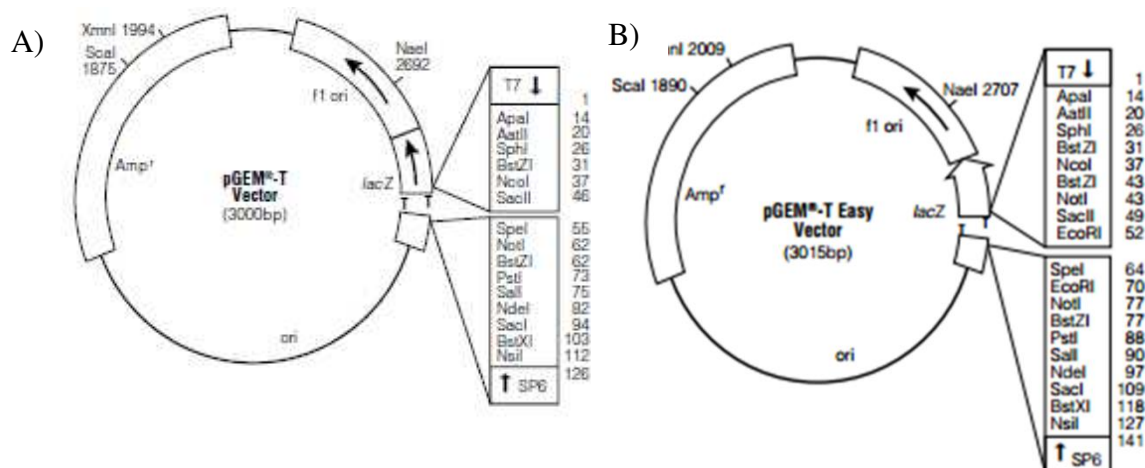 A)
XmnI 1994
ScaI
1875
NaeI
2692
f1 ori
Ampʳ
pGEM®-T
Vector
(3000bp)
lacZ
T T
ori
T7 ↓
1
ApaI 14
AatII 20
SphI 26
BstZI 31
NcoI 37
SacII 46
SpeI 55
NotI 62
BstZI 62
PstI 73
SalI 75
NdeI 82
SacI 94
BstXI 103
NsiI 112
126
↑ SP6
B)
nI 2009
ScaI 1890
NaeI 2707
f1 ori
Ampʳ
pGEM®-T Easy
Vector
(3015bp)
lacZ
T T
ori
T7 ↓
1
ApaI 14
AatII 20
SphI 26
BstZI 31
NcoI 37
BstZI 43
NotI 43
SacII 49
EcoRI 52
SpeI 64
EcoRI 70
NotI 77
BstZI 77
PstI 88
SalI 90
NdeI 97
SacI 109
BstXI 118
NsiI 127
141
↑ SP6